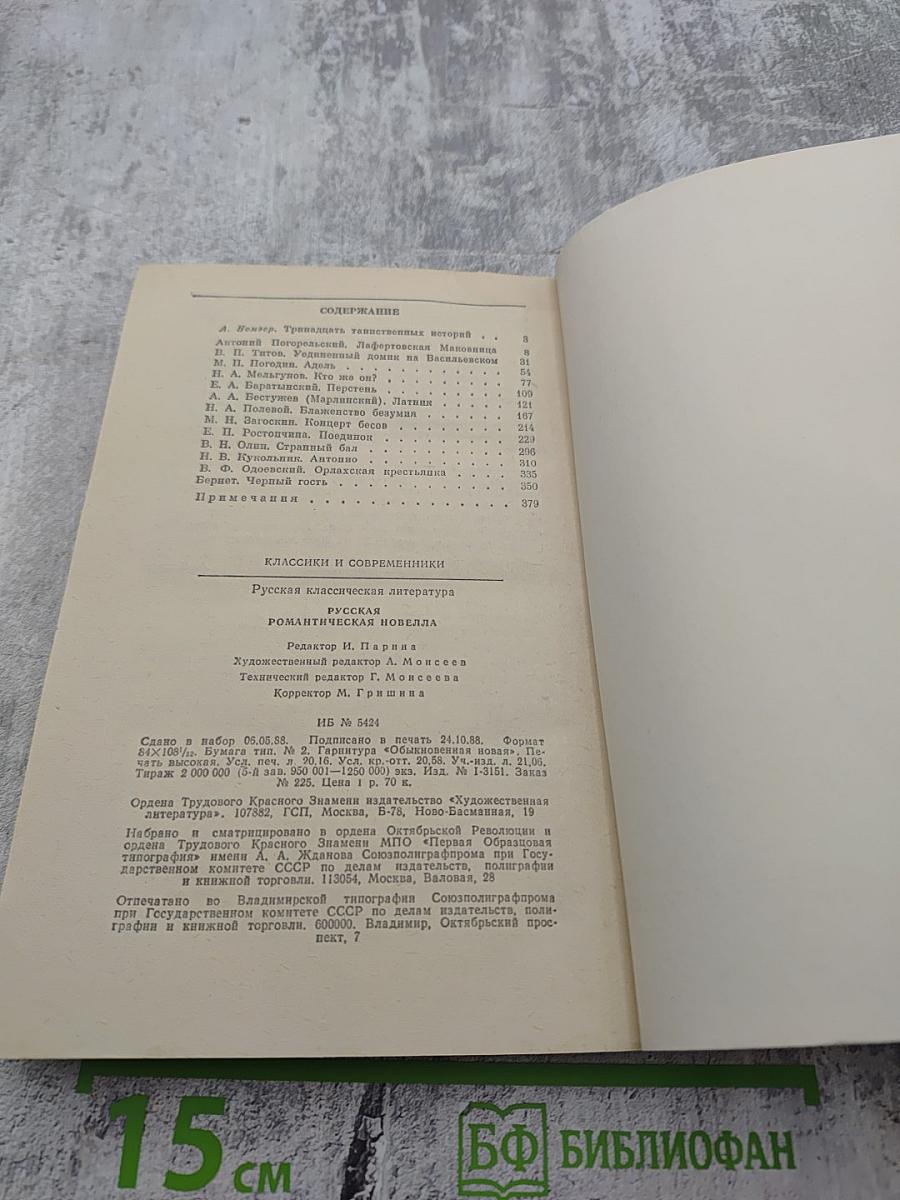 СОДЕРЖАНИЕ
А. Немзер. Тринадцать таинственных историй . . 3
Антоний Погорельский. Лафертовская Маковница 8
В. П. Титов. Уединенный домик на Васильевском 31
М. П. Погодин. Адель . . . . . . . . . . . 54
Н. А. Мельгунов. Кто же он? . . . . . . . . 77
Е. А. Баратынский. Перстень . . . . . . . . 109
А. А. Бестужев (Марлинский). Латник . . . . . 121
Н. А. Полевой. Блаженство безумия . . . . . 167
М. Н. Загоскин. Концерт бесов . . . . . . . 214
Е. П. Ростопчина. Поединок . . . . . . . . 229
В. Н. Олин. Странный бал . . . . . . . . . 296
Н. В. Кукольник. Антонио . . . . . . . . . 310
В. Ф. Одоевский. Орлахская крестьянка . . . . 335
Бернет. Черный гость . . . . . . . . . . . 350
Примечания . . . . . . . . . . . . . 379
КЛАССИКИ И СОВРЕМЕННИКИ
Русская классическая литература
РУССКАЯ
РОМАНТИЧЕСКАЯ НОВЕЛЛА
Редактор И. Парина
Художественный редактор А. Моисеев
Технический редактор Г. Моисеева
Корректор М. Гришина
ИБ № 5424
Сдано в набор 06.05.88. Подписано в печать 24.10.88. Формат
84×108¹/₃₂. Бумага тип. № 2. Гарнитура «Обыкновенная новая». Пе-
чать высокая. Усл. печ. л. 20,16. Усл. кр.-отт. 20,58. Уч.-изд. л. 21,06.
Тираж 2 000 000 (5-й зав. 950 001—1250 000) экз. Изд. № I-3151. Заказ
№ 225. Цена 1 р. 70 к.
Ордена Трудового Красного Знамени издательство «Художественная
литература». 107882, ГСП, Москва, Б-78, Ново-Басманная, 19
Набрано и сматрицировано в ордена Октябрьской Революции и
ордена Трудового Красного Знамени МПО «Первая Образцовая
типография» имени А. А. Жданова Союзполиграфпрома при Госу-
дарственном комитете СССР по делам издательств, полиграфии
и книжной торговли. 113054, Москва, Валовая, 28
Отпечатано во Владимирской типографии Союзполиграфпрома
при Государственном комитете СССР по делам издательств, поли-
графии и книжной торговли. 600000. Владимир, Октябрьский прос-
пект, 7
15 см
БФ БИБЛИОФАН